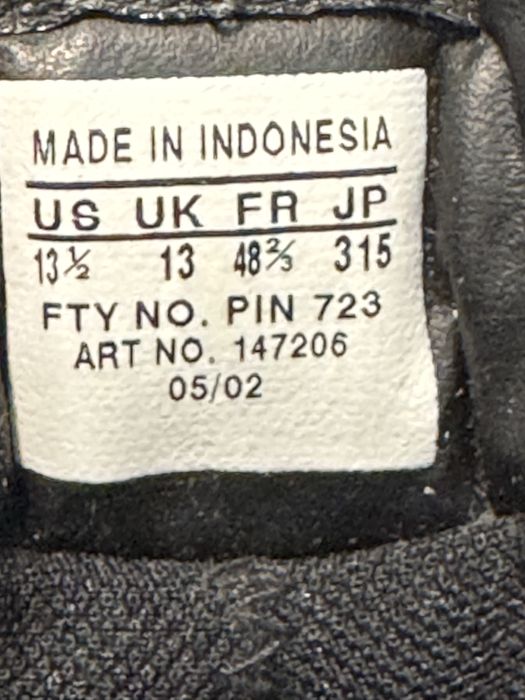 MADE IN INDONESIA
US UK FR JP
13½ 13 48⅔ 315
FTY NO. PIN 723
ART NO. 147206
05/02